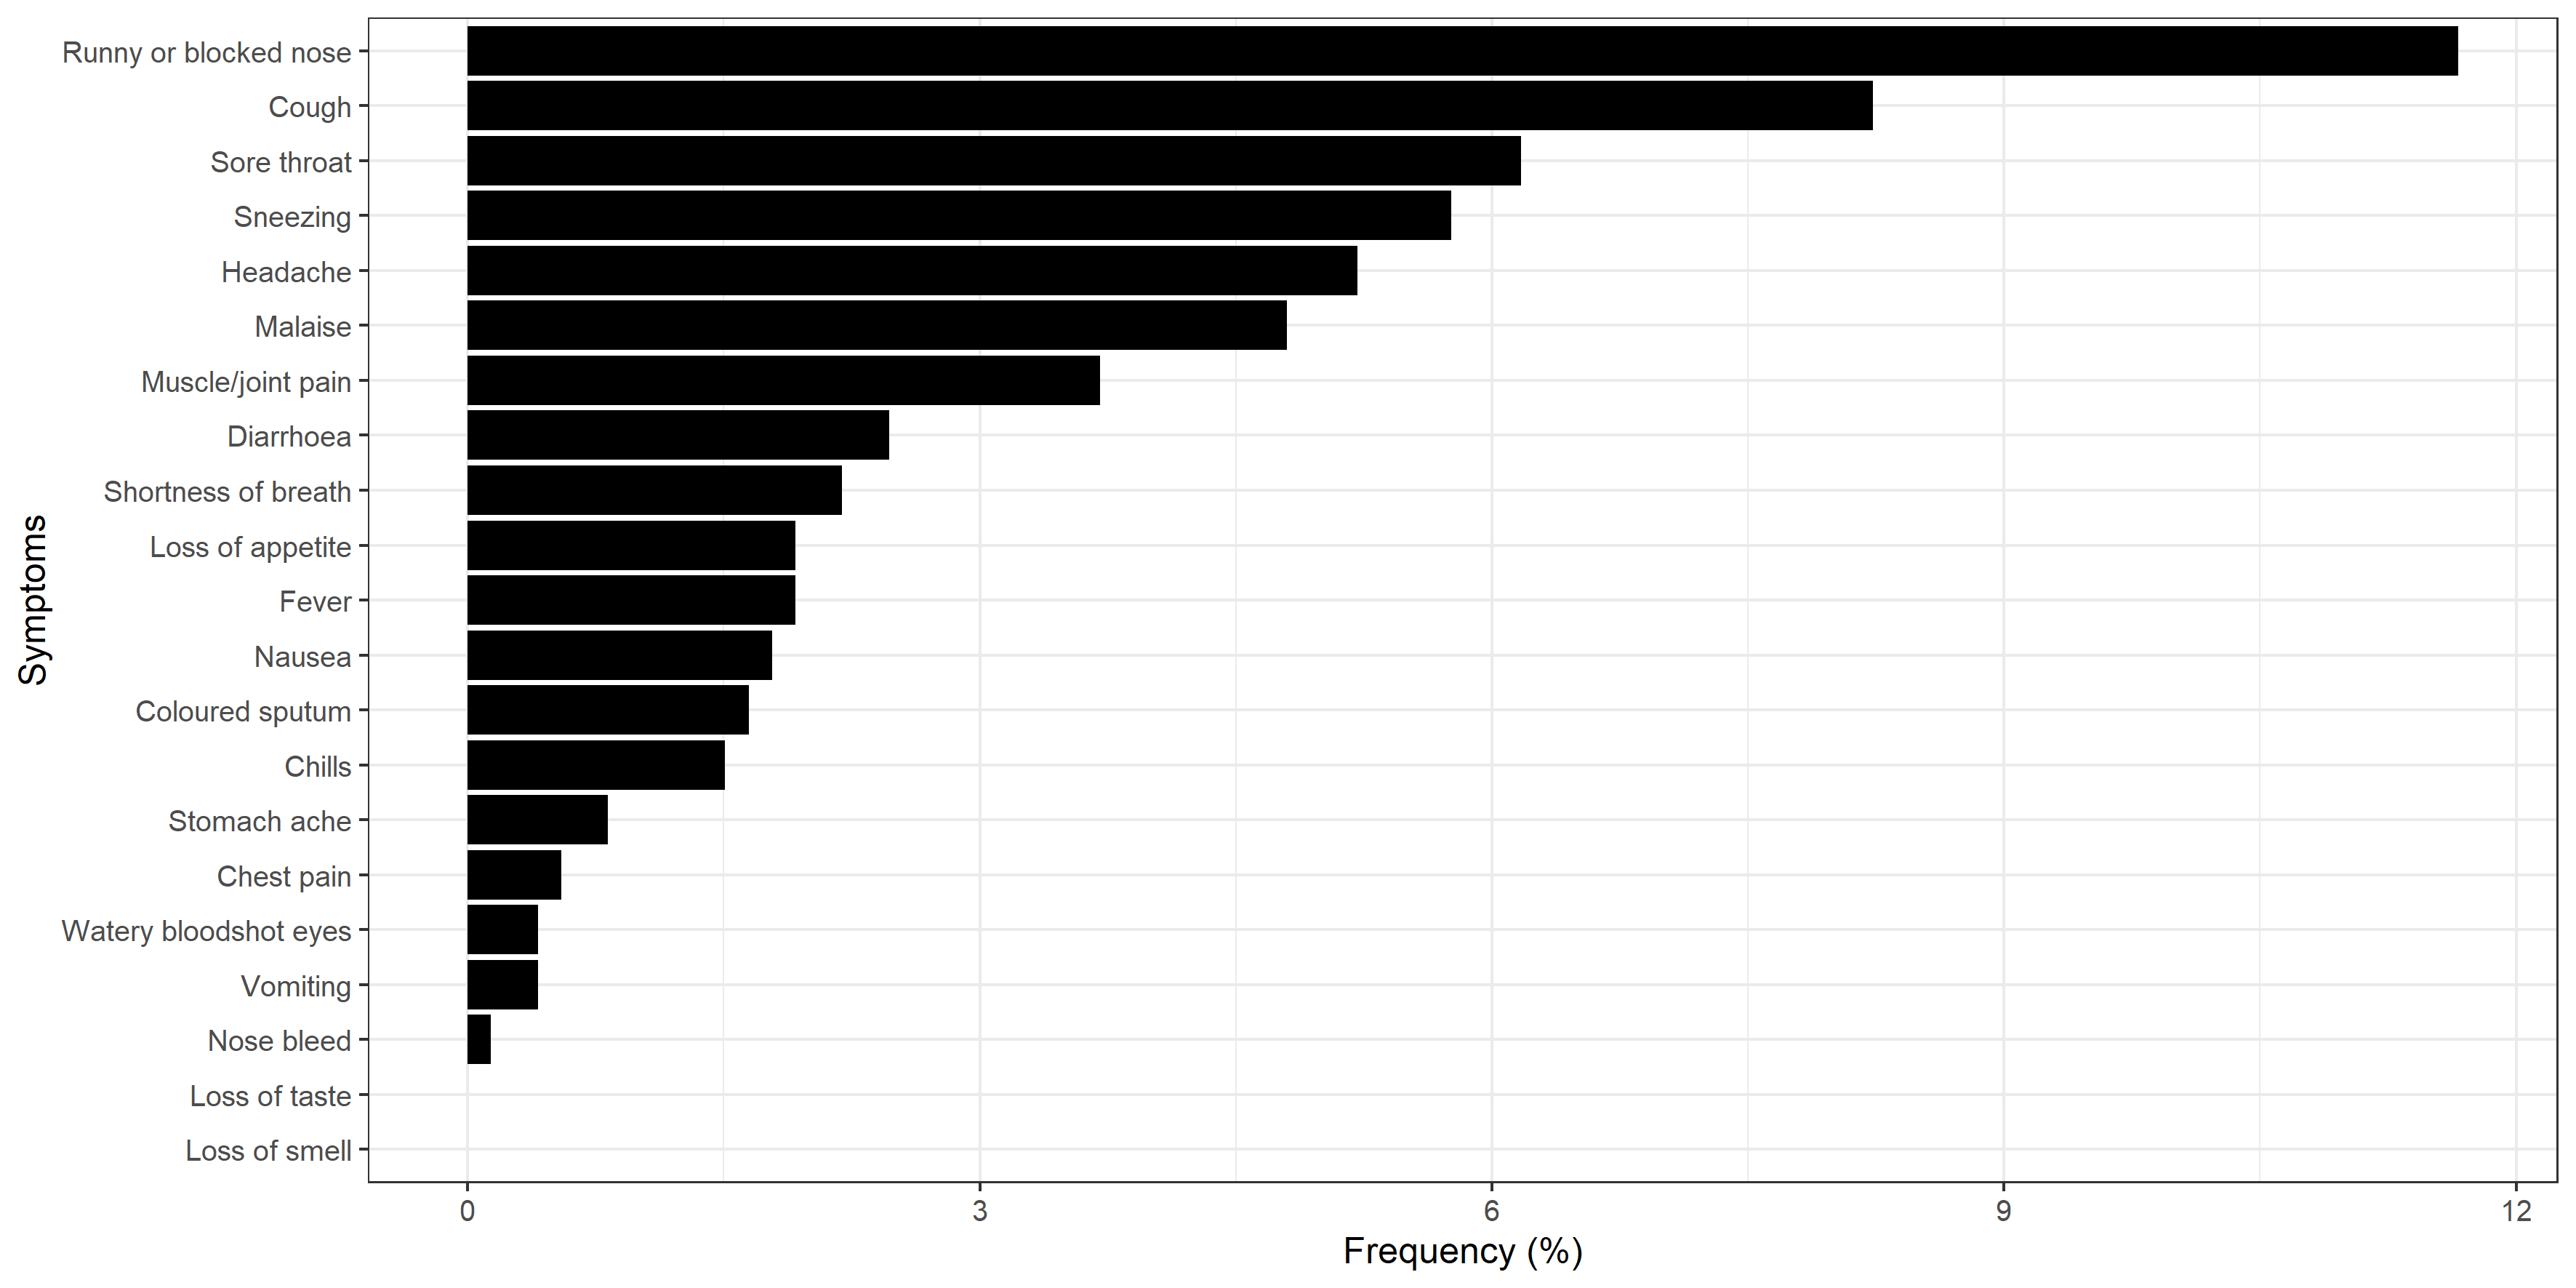 Runny or blocked nose
Cough
Sore throat
Sneezing
Headache
Malaise
Muscle/joint pain
Diarrhoea
Shortness of breath
Loss of appetite
Fever
Nausea
Coloured sputum
Chills
Stomach ache
Chest pain
Watery bloodshot eyes
Vomiting
Nose bleed
Loss of taste
Loss of smell
Symptoms
0 3 6 9 12
Frequency (%)